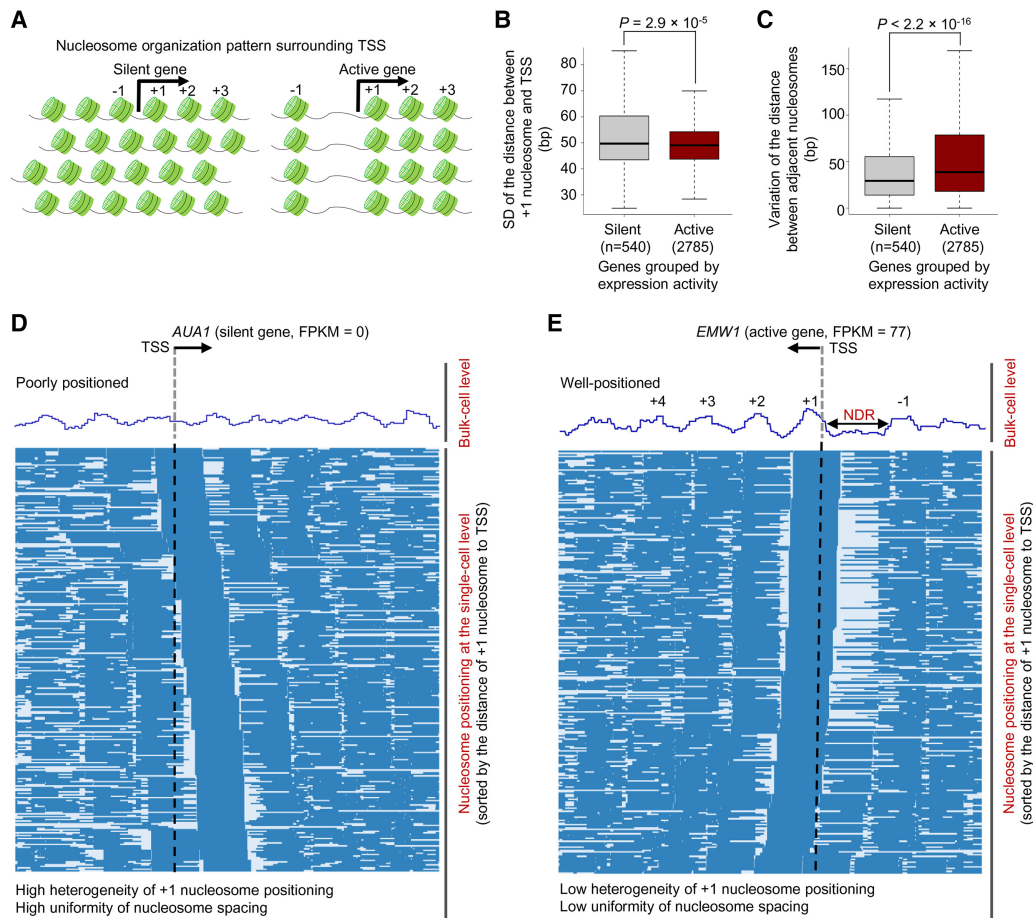 A
Nucleosome organization pattern surrounding TSS
Silent gene
-1 +1 +2 +3
Active gene
-1 +1 +2 +3
B
P = 2.9 × 10⁻⁵
SD of the distance between
+1 nucleosome and TSS
(bp)
80
70
60
50
40
30
Silent Active
(n=540) (2785)
Genes grouped by
expression activity
C
P < 2.2 × 10⁻¹⁶
Variation of the distance
between adjacent nucleosomes
(bp)
150
100
50
0
Silent Active
(n=540) (2785)
Genes grouped by
expression activity
D
AUA1 (silent gene, FPKM = 0)
TSS
Poorly positioned
Bulk-cell level
Nucleosome positioning at the single-cell level
(sorted by the distance of +1 nucleosome to TSS)
High heterogeneity of +1 nucleosome positioning
High uniformity of nucleosome spacing
E
EMW1 (active gene, FPKM = 77)
TSS
Well-positioned
+4 +3 +2 +1 -1
NDR
Bulk-cell level
Nucleosome positioning at the single-cell level
(sorted by the distance of +1 nucleosome to TSS)
Low heterogeneity of +1 nucleosome positioning
Low uniformity of nucleosome spacing